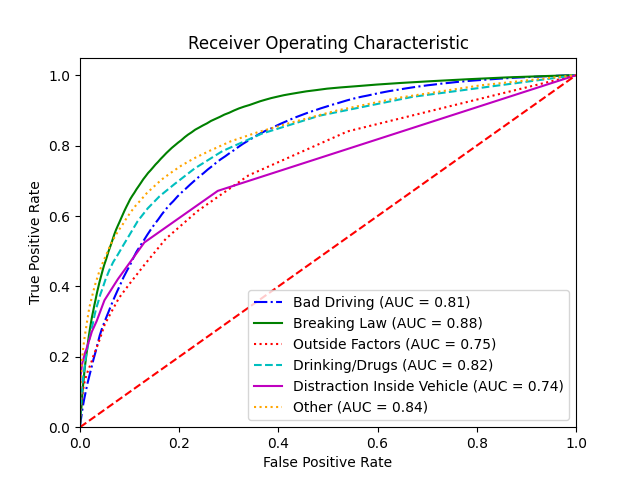 Receiver Operating Characteristic
True Positive Rate
1.0
0.8
0.6
0.4
0.2
0.0
Bad Driving (AUC = 0.81)
Breaking Law (AUC = 0.88)
Outside Factors (AUC = 0.75)
Drinking/Drugs (AUC = 0.82)
Distraction Inside Vehicle (AUC = 0.74)
Other (AUC = 0.84)
0.0 0.2 0.4 0.6 0.8 1.0
False Positive Rate